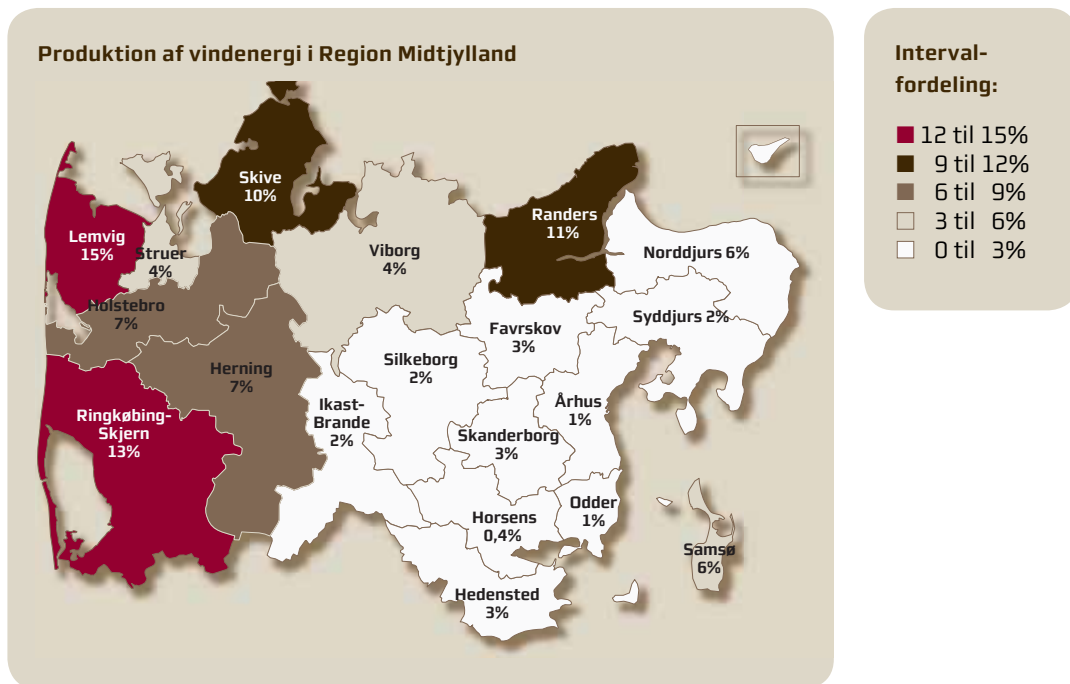 Produktion af vindenergi i Region Midtjylland
Skive
10%
Randers
11%
Lemvig
15%
Struer
4%
Viborg
4%
Norddjurs 6%
Holstebro
7%
Syddjurs 2%
Favrskov
3%
Silkeborg
2%
Herning
7%
Ikast-
Brande
2%
Århus
1%
Ringkøbing-
Skjern
13%
Skanderborg
3%
Odder
1%
Horsens
0,4%
Samsø
6%
Hedensted
3%
Interval-
fordeling:
12 til 15%
9 til 12%
6 til 9%
3 til 6%
0 til 3%